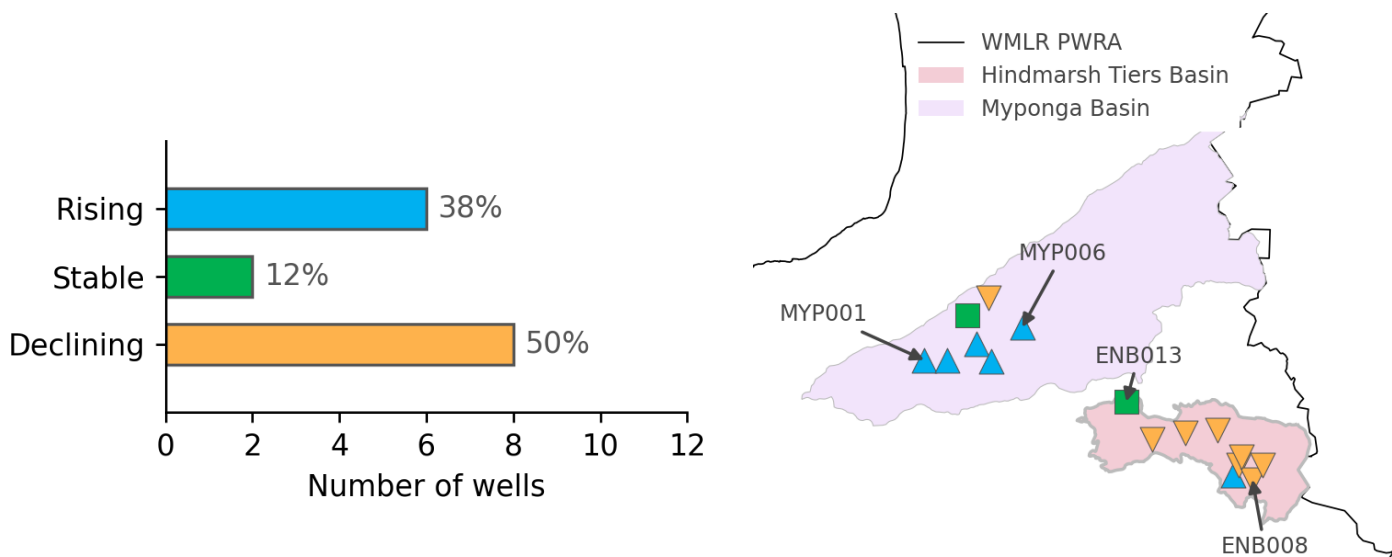 Rising
38%
Stable
12%
Declining
50%
0 2 4 6 8 10 12
Number of wells
WMLR PWRA
Hindmarsh Tiers Basin
Myponga Basin
MYP006
MYP001
ENB013
ENB008